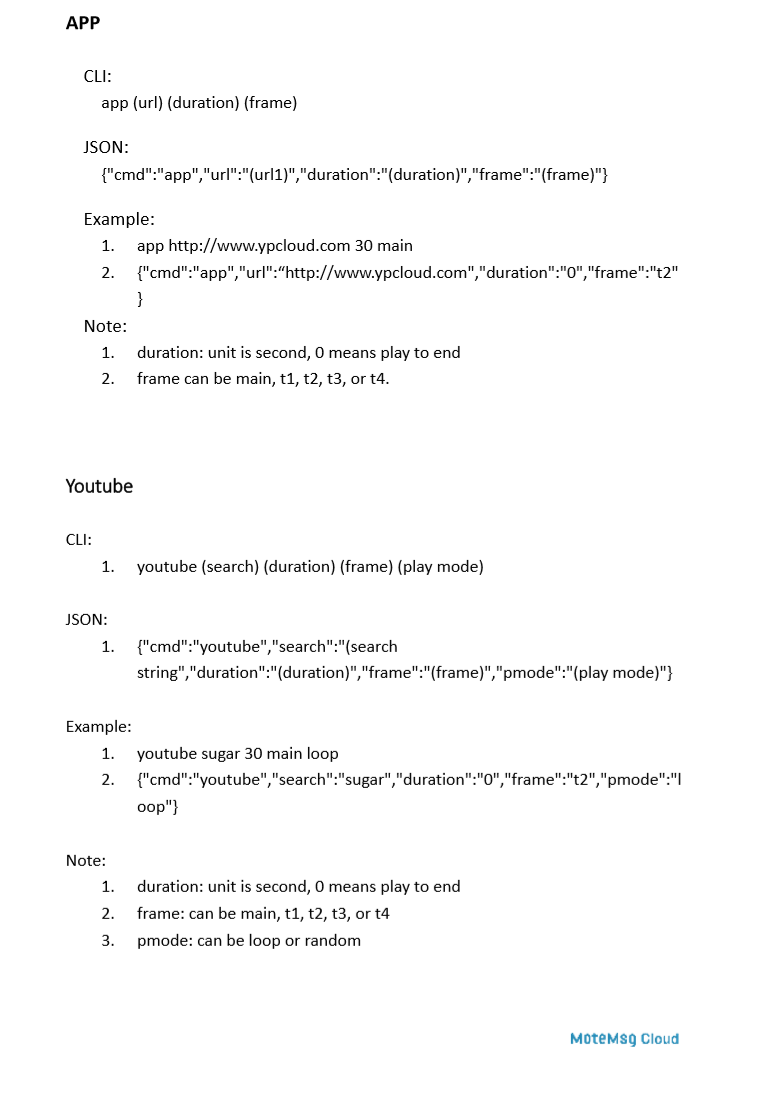 APP
CLI:
app (url) (duration) (frame)
JSON:
{"cmd":"app","url":"(url1)","duration":"(duration)","frame":"(frame)"}
Example:
1. app http://www.ypcloud.com 30 main
2. {"cmd":"app","url":“http://www.ypcloud.com","duration":"0","frame":"t2"
}
Note:
1. duration: unit is second, 0 means play to end
2. frame can be main, t1, t2, t3, or t4.
Youtube
CLI:
1. youtube (search) (duration) (frame) (play mode)
JSON:
1. {"cmd":"youtube","search":"(search
string","duration":"(duration)","frame":"(frame)","pmode":"(play mode)"}
Example:
1. youtube sugar 30 main loop
2. {"cmd":"youtube","search":"sugar","duration":"0","frame":"t2","pmode":"l
oop"}
Note:
1. duration: unit is second, 0 means play to end
2. frame: can be main, t1, t2, t3, or t4
3. pmode: can be loop or random
MoteMsg Cloud